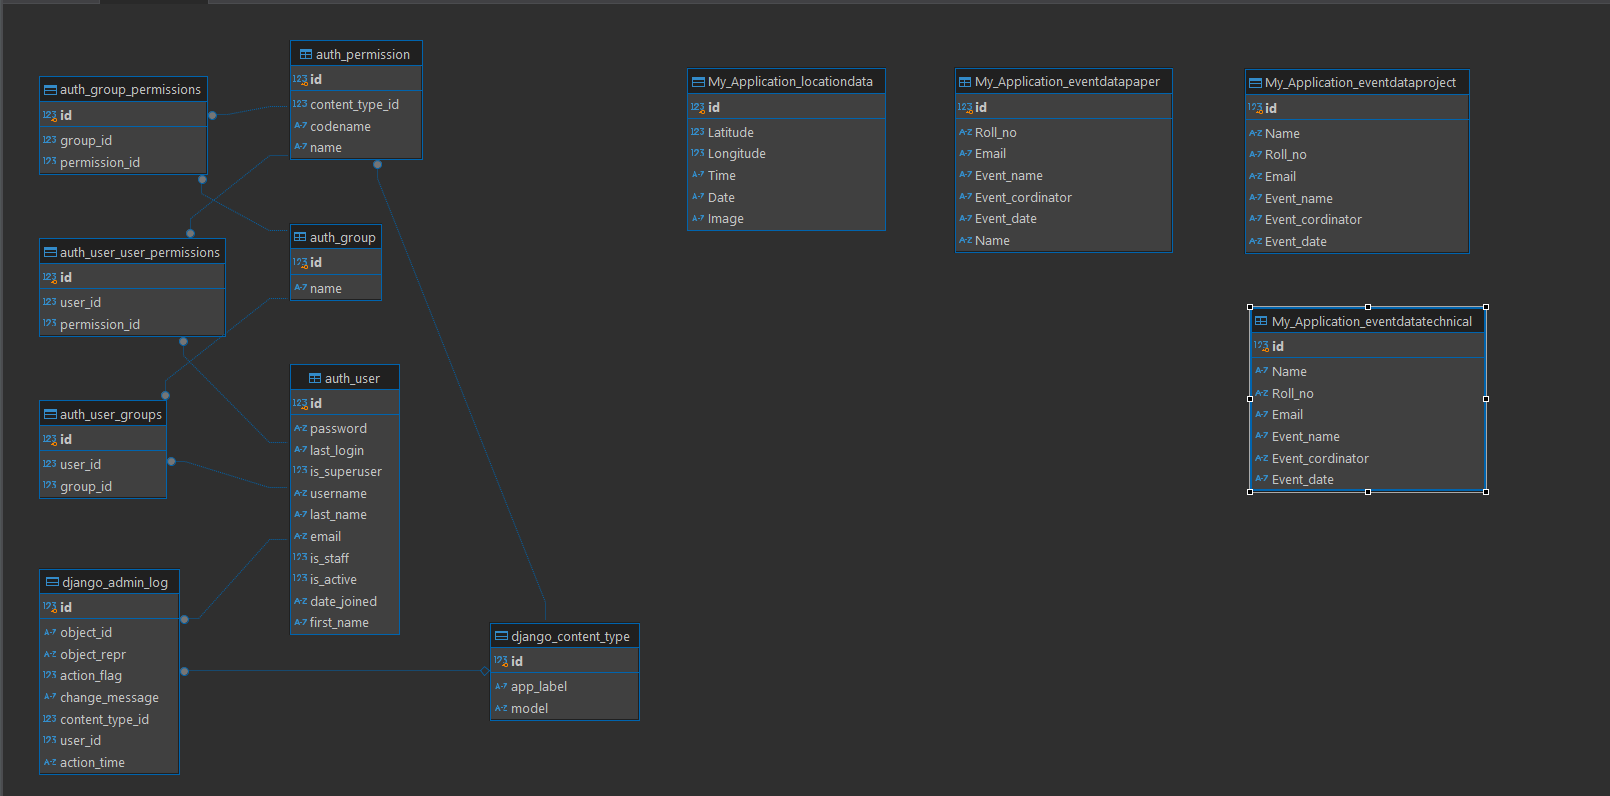 auth_group_permissions
id
group_id
permission_id
auth_permission
id
content_type_id
codename
name
auth_user_user_permissions
id
user_id
permission_id
auth_group
id
name
auth_user_groups
id
user_id
group_id
auth_user
id
password
last_login
is_superuser
username
last_name
email
is_staff
is_active
date_joined
first_name
django_admin_log
id
object_id
object_repr
action_flag
change_message
content_type_id
user_id
action_time
django_content_type
id
app_label
model
My_Application_locationdata
id
Latitude
Longitude
Time
Date
Image
My_Application_eventdatapaper
id
Roll_no
Email
Event_name
Event_cordinator
Event_date
Name
My_Application_eventdataproject
id
Name
Roll_no
Email
Event_name
Event_cordinator
Event_date
My_Application_eventdatatechnical
id
Name
Roll_no
Email
Event_name
Event_cordinator
Event_date